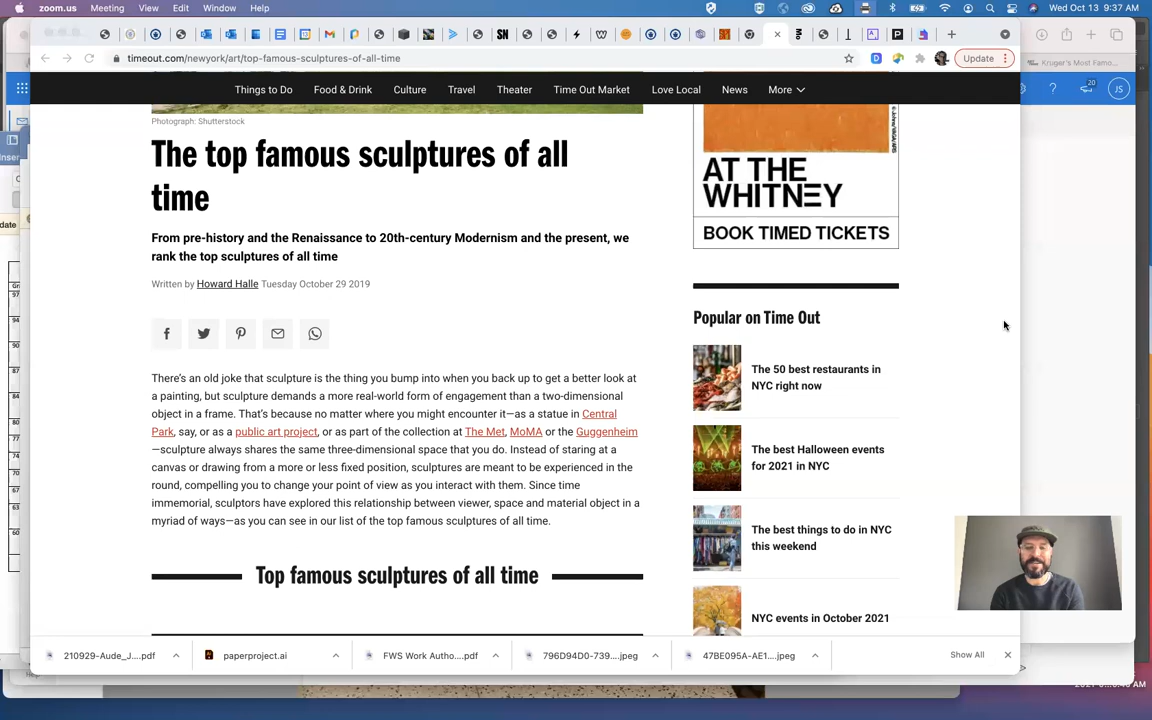 zoom.us Meeting View Edit Window Help
Wed Oct 13 9:37 AM
timeout.com/newyork/art/top-famous-sculptures-of-all-time
Update
Kruger's Most Famo...
20
JS
Things to Do Food & Drink Culture Travel Theater Time Out Market Love Local News More
Photograph: Shutterstock
The top famous sculptures of all
time
From pre-history and the Renaissance to 20th-century Modernism and the present, we
rank the top sculptures of all time
Written by Howard Halle Tuesday October 29 2019
There's an old joke that sculpture is the thing you bump into when you back up to get a better look at
a painting, but sculpture demands a more real-world form of engagement than a two-dimensional
object in a frame. That's because no matter where you might encounter it—as a statue in Central
Park, say, or as a public art project, or as part of the collection at The Met, MoMA or the Guggenheim
—sculpture always shares the same three-dimensional space that you do. Instead of staring at a
canvas or drawing from a more or less fixed position, sculptures are meant to be experienced in the
round, compelling you to change your point of view as you interact with them. Since time
immemorial, sculptors have explored this relationship between viewer, space and material object in a
myriad of ways—as you can see in our list of the top famous sculptures of all time.
Top famous sculptures of all time
AT THE
WHITNEY
BOOK TIMED TICKETS
Popular on Time Out
The 50 best restaurants in
NYC right now
The best Halloween events
for 2021 in NYC
The best things to do in NYC
this weekend
NYC events in October 2021
210929-Aude_J....pdf
paperproject.ai
FWS Work Autho....pdf
796D94D0-739....jpeg
47BE095A-AE1....jpeg
Show All